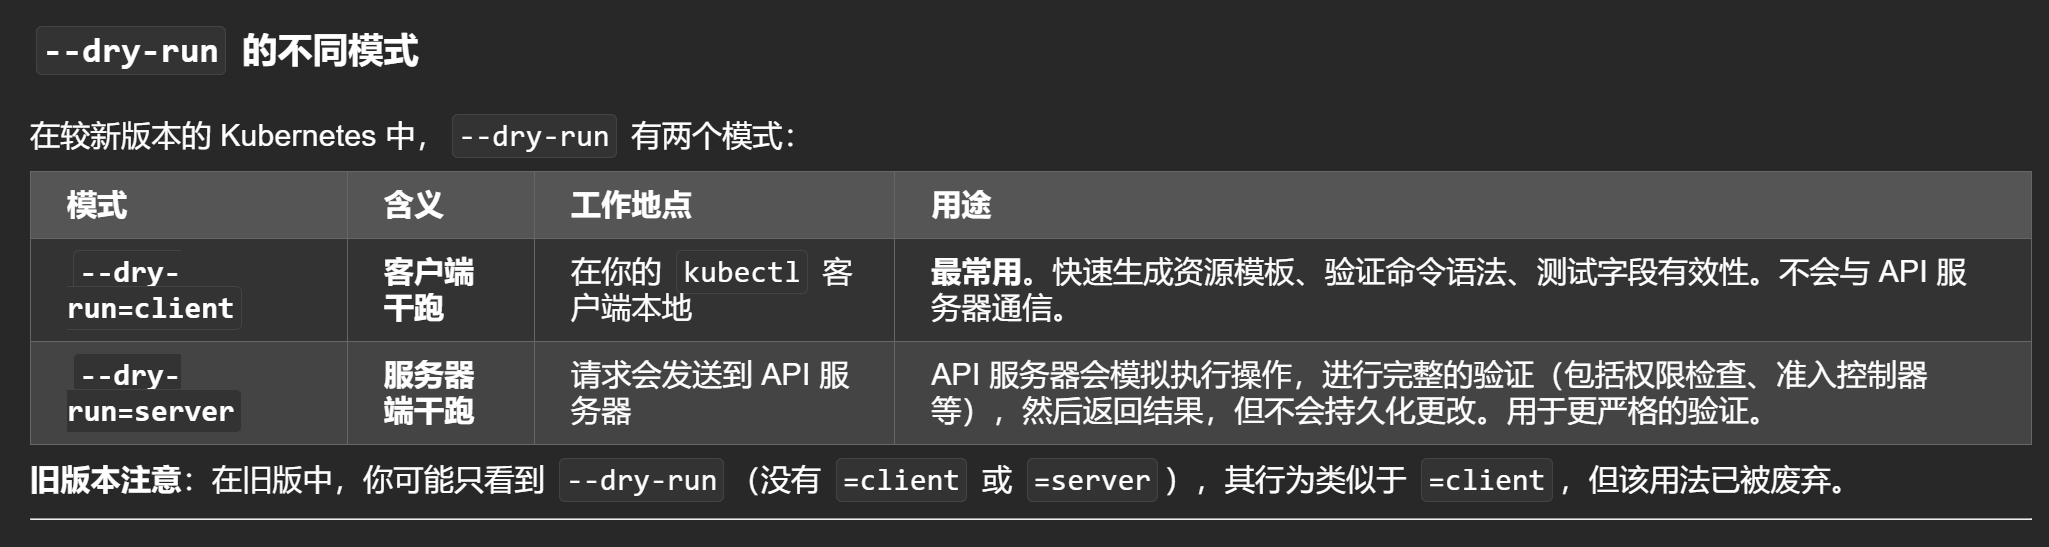 --dry-run 的不同模式
在较新版本的 Kubernetes 中， --dry-run 有两个模式：
模式 含义 工作地点 用途
--dry-
run=client
客户端
干跑
在你的 kubectl 客
户端本地
最常用。快速生成资源模板、验证命令语法、测试字段有效性。不会与 API 服
务器通信。
--dry-
run=server
服务器
端干跑
请求会发送到 API 服
务器
API 服务器会模拟执行操作，进行完整的验证（包括权限检查、准入控制器
等），然后返回结果，但不会持久化更改。用于更严格的验证。
旧版本注意：在旧版中，你可能只看到 --dry-run （没有 =client 或 =server），其行为类似于 =client，但该用法已被废弃。